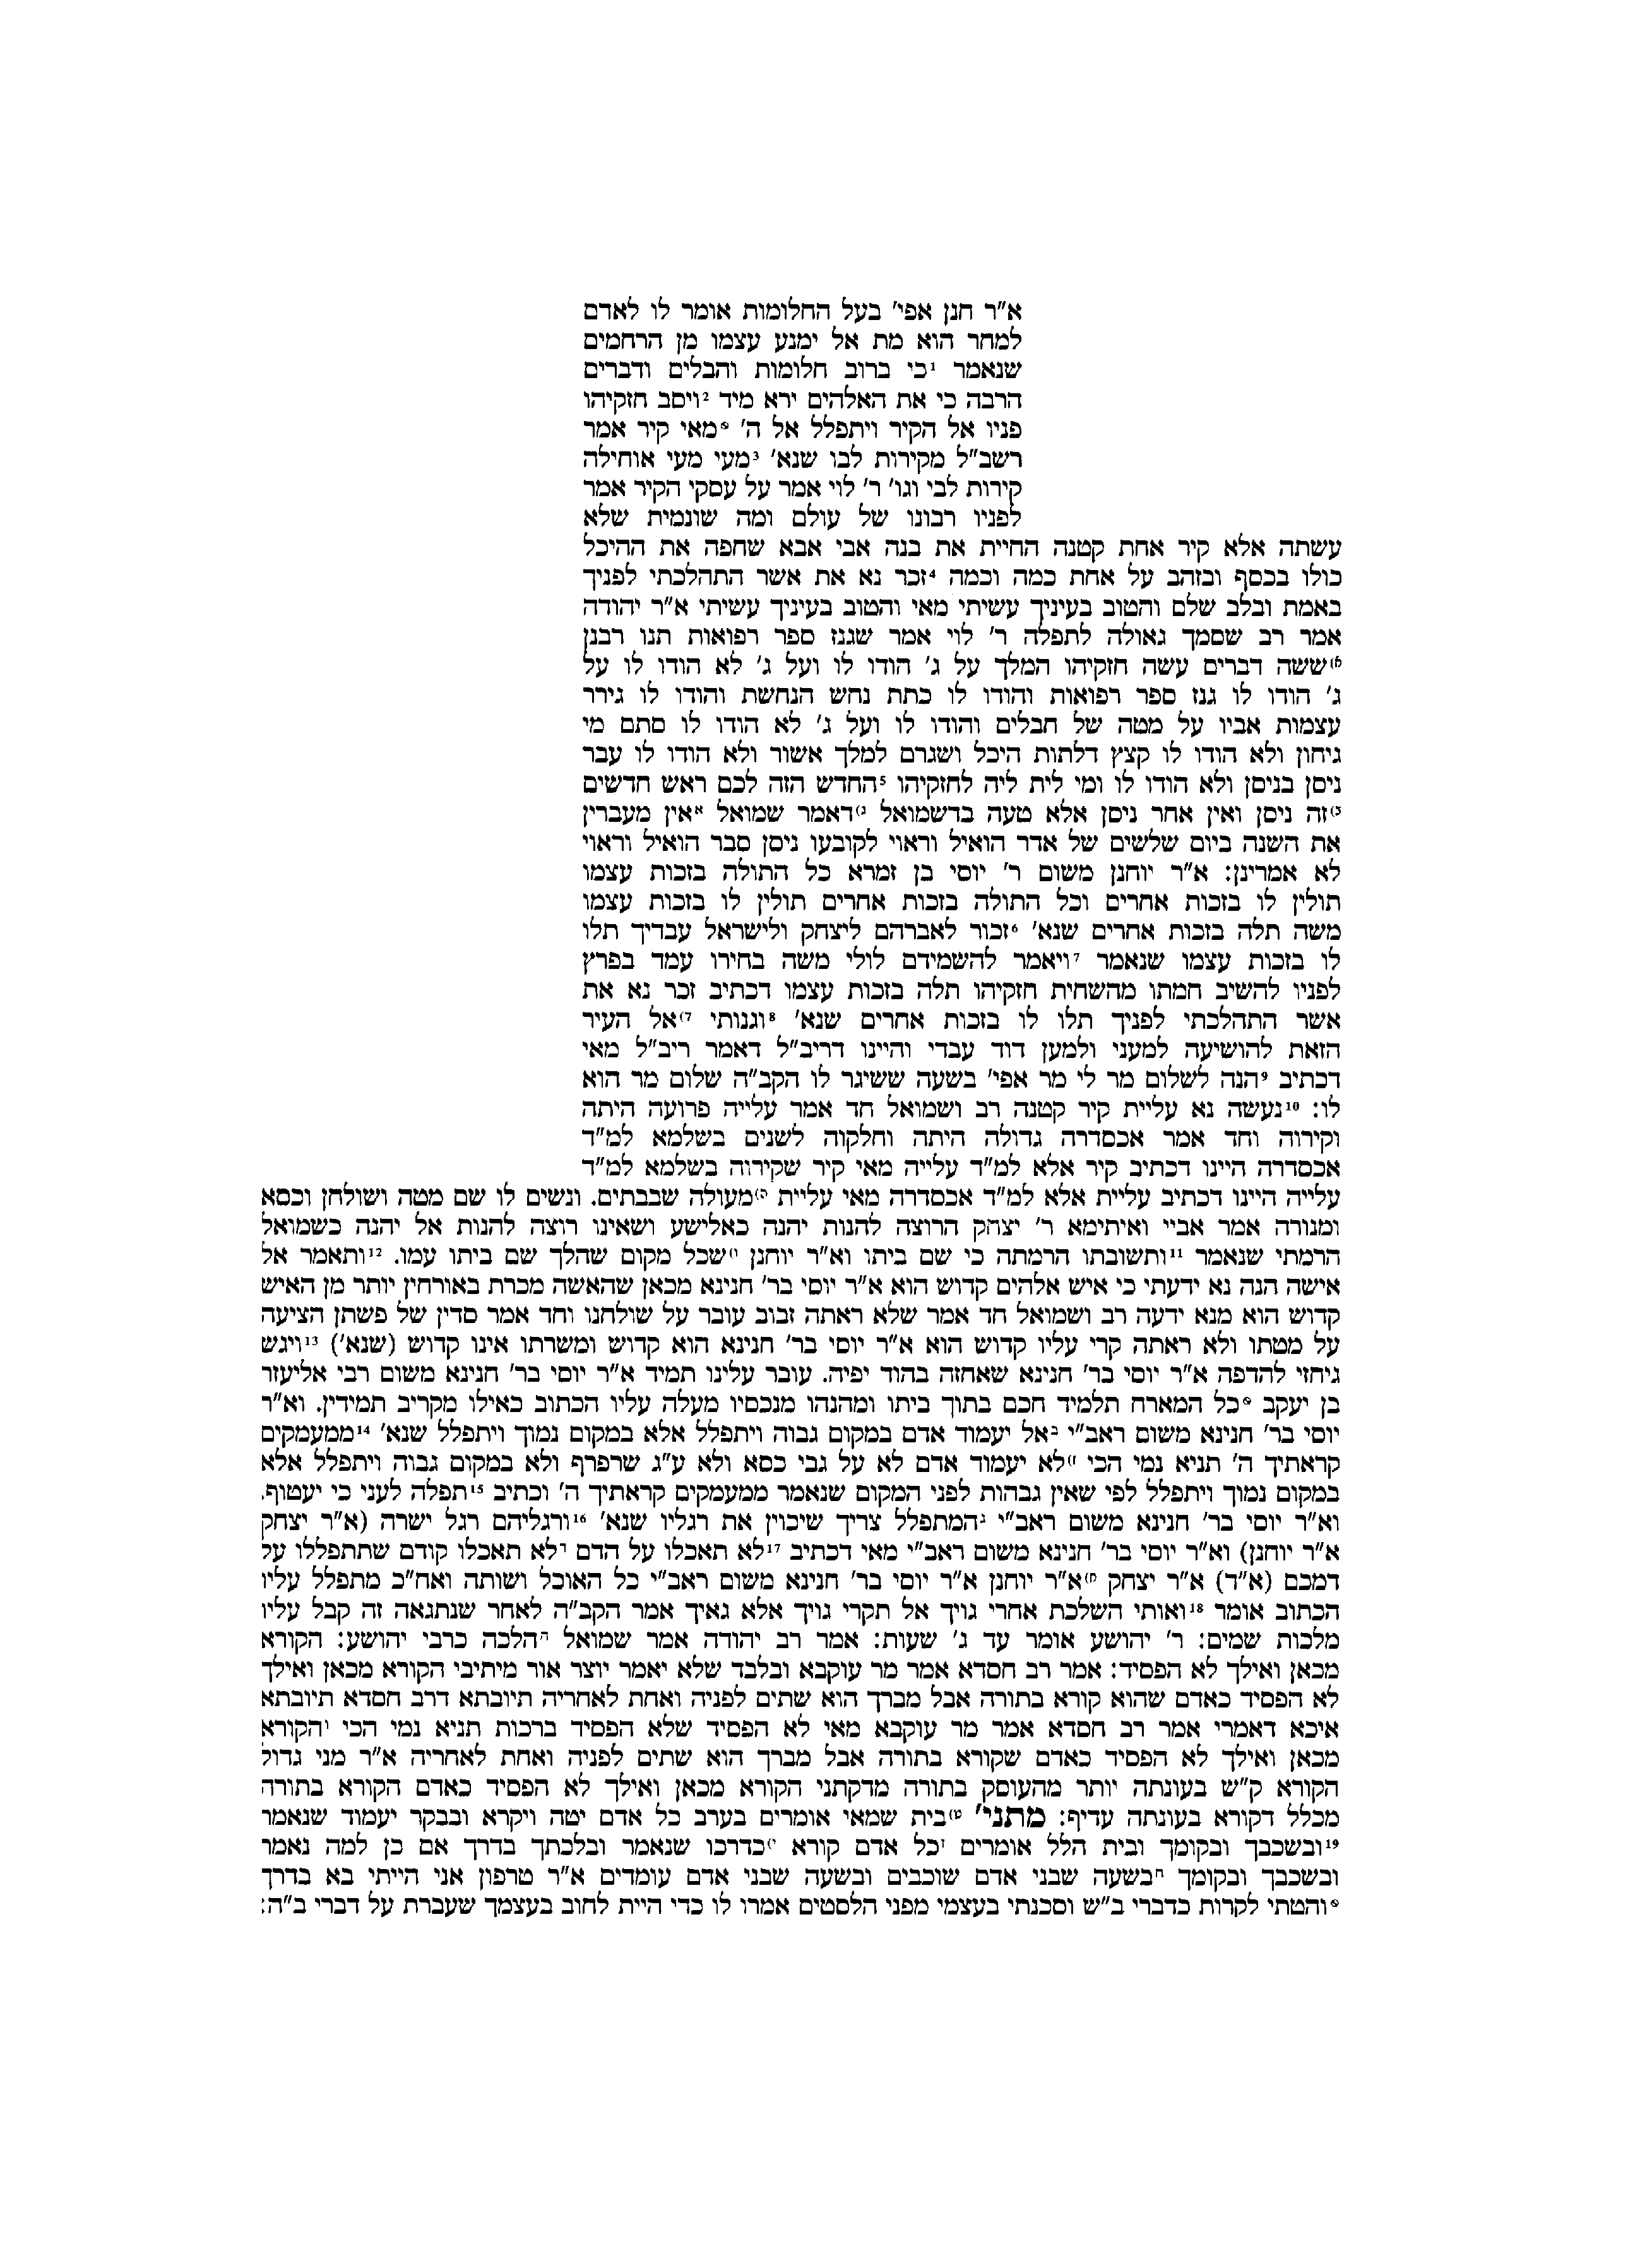 א"ר חנן אפי' בעל החלומות אומר לו לאדם
למחר הוא מת אל ימנע עצמו מן הרחמים
שנאמר ¹כי ברוב חלומות והבלים ודברים
הרבה כי את האלהים ירא מיד ²ויסב חזקיהו
פניו אל הקיר ויתפלל אל ה' מאי קיר אמר
רשב"ל מקירות לבו שנא' ³מעי מעי אוחילה
קירות לבי וגו' ר' לוי אמר על עסקי הקיר אמר
לפניו רבונו של עולם ומה שונמית שלא
עשתה אלא קיר אחת קטנה החיית את בנה אבי אבא שחפה את ההיכל
כולו בכסף ובזהב על אחת כמה וכמה ⁴זכר נא את אשר התהלכתי לפניך
באמת ובלב שלם והטוב בעיניך עשיתי מאי והטוב בעיניך עשיתי א"ר יהודה
אמר רב שסמך גאולה לתפלה ר' לוי אמר שגנז ספר רפואות תנו רבנן
ששה דברים עשה חזקיהו המלך על ג' הודו לו ועל ג' לא הודו לו על
ג' הודו לו גנז ספר רפואות והודו לו כתת נחש הנחשת והודו לו גירר
עצמות אביו על מטה של חבלים והודו לו ועל ג' לא הודו לו סתם מי
גיחון ולא הודו לו קצץ דלתות היכל ושגרם למלך אשור ולא הודו לו עבר
ניסן בניסן ולא הודו לו ומי לית ליה לחזקיהו ⁵החדש הזה לכם ראש חדשים
זה ניסן ואין אחר ניסן אלא טעה בדשמואל דאמר שמואל אין מעברין
את השנה ביום שלשים של אדר הואיל וראוי לקובעו ניסן סבר הואיל וראוי
לא אמרינן: א"ר יוחנן משום ר' יוסי בן זמרא כל התולה בזכות עצמו
תולין לו בזכות אחרים וכל התולה בזכות אחרים תולין לו בזכות עצמו
משה תלה בזכות אחרים שנא' ⁶זכור לאברהם ליצחק ולישראל עבדיך תלו
לו בזכות עצמו שנאמר ⁷ויאמר להשמידם לולי משה בחירו עמד בפרץ
לפניו להשיב חמתו מהשחית חזקיהו תלה בזכות עצמו דכתיב זכר נא את
אשר התהלכתי לפניך תלו לו בזכות אחרים שנא' ⁸וגנותי אל העיר
הזאת להושיעה למעני ולמען דוד עבדי והיינו דריב"ל דאמר ריב"ל מאי
דכתיב ⁹הנה לשלום מר לי מר אפי' בשעה ששיגר לו הקב"ה שלום מר הוא
לו: ¹⁰נעשה נא עליית קיר קטנה רב ושמואל חד אמר עלייה פרועה היתה
וקירוה וחד אמר אכסדרה גדולה היתה וחלקוה לשנים בשלמא למ"ד
אכסדרה היינו דכתיב קיר אלא למ"ד עלייה מאי קיר שקירוה בשלמא למ"ד
עלייה היינו דכתיב עליית אלא למ"ד אכסדרה מאי עליית מעולה שבבתים. ונשים לו שם מטה ושולחן וכסא
ומנורה אמר אביי ואיתימא ר' יצחק הרוצה להנות יהנה כאלישע ושאינו רוצה להנות אל יהנה כשמואל
הרמתי שנאמר ¹¹ותשובתו הרמתה כי שם ביתו וא"ר יוחנן שכל מקום שהלך שם ביתו עמו. ¹²ותאמר אל
אישה הנה נא ידעתי כי איש אלהים קדוש הוא א"ר יוסי בר' חנינא מכאן שהאשה מכרת באורחין יותר מן האיש
קדוש הוא מנא ידעה רב ושמואל חד אמר שלא ראתה זבוב עובר על שולחנו וחד אמר סדין של פשתן הציעה
על מטתו ולא ראתה קרי עליו קדוש הוא א"ר יוסי בר' חנינא הוא קדוש ומשרתו אינו קדוש (שנא') ¹³ויגש
גיחזי להדפה א"ר יוסי בר' חנינא שאחזה בהוד יפיה. עובר עלינו תמיד א"ר יוסי בר' חנינא משום רבי אליעזר
בן יעקב כל המארח תלמיד חכם בתוך ביתו ומהנהו מנכסיו מעלה עליו הכתוב כאילו מקריב תמידין. וא"ר
יוסי בר' חנינא משום ראב"י אל יעמוד אדם במקום גבוה ויתפלל אלא במקום נמוך ויתפלל שנא' ¹⁴ממעמקים
קראתיך ה' תניא נמי הכי לא יעמוד אדם לא על גבי כסא ולא ע"ג שרפרף ולא במקום גבוה ויתפלל אלא
במקום נמוך ויתפלל לפי שאין גבהות לפני המקום שנאמר ממעמקים קראתיך ה' וכתיב ¹⁵תפלה לעני כי יעטוף.
וא"ר יוסי בר' חנינא משום ראב"י המתפלל צריך שיכוין את רגליו שנא' ¹⁶ורגליהם רגל ישרה (א"ר יצחק
א"ר יוחנן) וא"ר יוסי בר' חנינא משום ראב"י מאי דכתיב ¹⁷לא תאכלו על הדם לא תאכלו קודם שתתפללו על
דמכם (א"ד) א"ר יצחק א"ר יוחנן א"ר יוסי בר' חנינא משום ראב"י כל האוכל ושותה ואח"כ מתפלל עליו
הכתוב אומר ¹⁸ואותי השלכת אחרי גויך אל תקרי גויך אלא גאיך אמר הקב"ה לאחר שנתגאה זה קבל עליו
מלכות שמים: ר' יהושע אומר עד ג' שעות: אמר רב יהודה אמר שמואל הלכה כרבי יהושע: הקורא
מכאן ואילך לא הפסיד: אמר רב חסדא אמר מר עוקבא ובלבד שלא יאמר יוצר אור מיתיבי הקורא מכאן ואילך
לא הפסיד כאדם שהוא קורא בתורה אבל מברך הוא שתים לפניה ואחת לאחריה תיובתא דרב חסדא תיובתא
איכא דאמרי אמר רב חסדא אמר מר עוקבא מאי לא הפסיד שלא הפסיד ברכות תניא נמי הכי הקורא
מכאן ואילך לא הפסיד כאדם שקורא בתורה אבל מברך הוא שתים לפניה ואחת לאחריה א"ר מני גדול
הקורא ק"ש בעונתה יותר מהעוסק בתורה מדקתני הקורא מכאן ואילך לא הפסיד כאדם הקורא בתורה
מכלל דקורא בעונתה עדיף: מתני' בית שמאי אומרים בערב כל אדם יטה ויקרא ובבקר יעמוד שנאמר
¹⁹ובשכבך ובקומך ובית הלל אומרים כל אדם קורא כדרכו שנאמר ובלכתך בדרך אם כן למה נאמר
ובשכבך ובקומך בשעה שבני אדם שוכבים ובשעה שבני אדם עומדים א"ר טרפון אני הייתי בא בדרך
והטתי לקרות כדברי ב"ש וסכנתי בעצמי מפני הלסטים אמרו לו כדי היית לחוב בעצמך שעברת על דברי ב"ה: